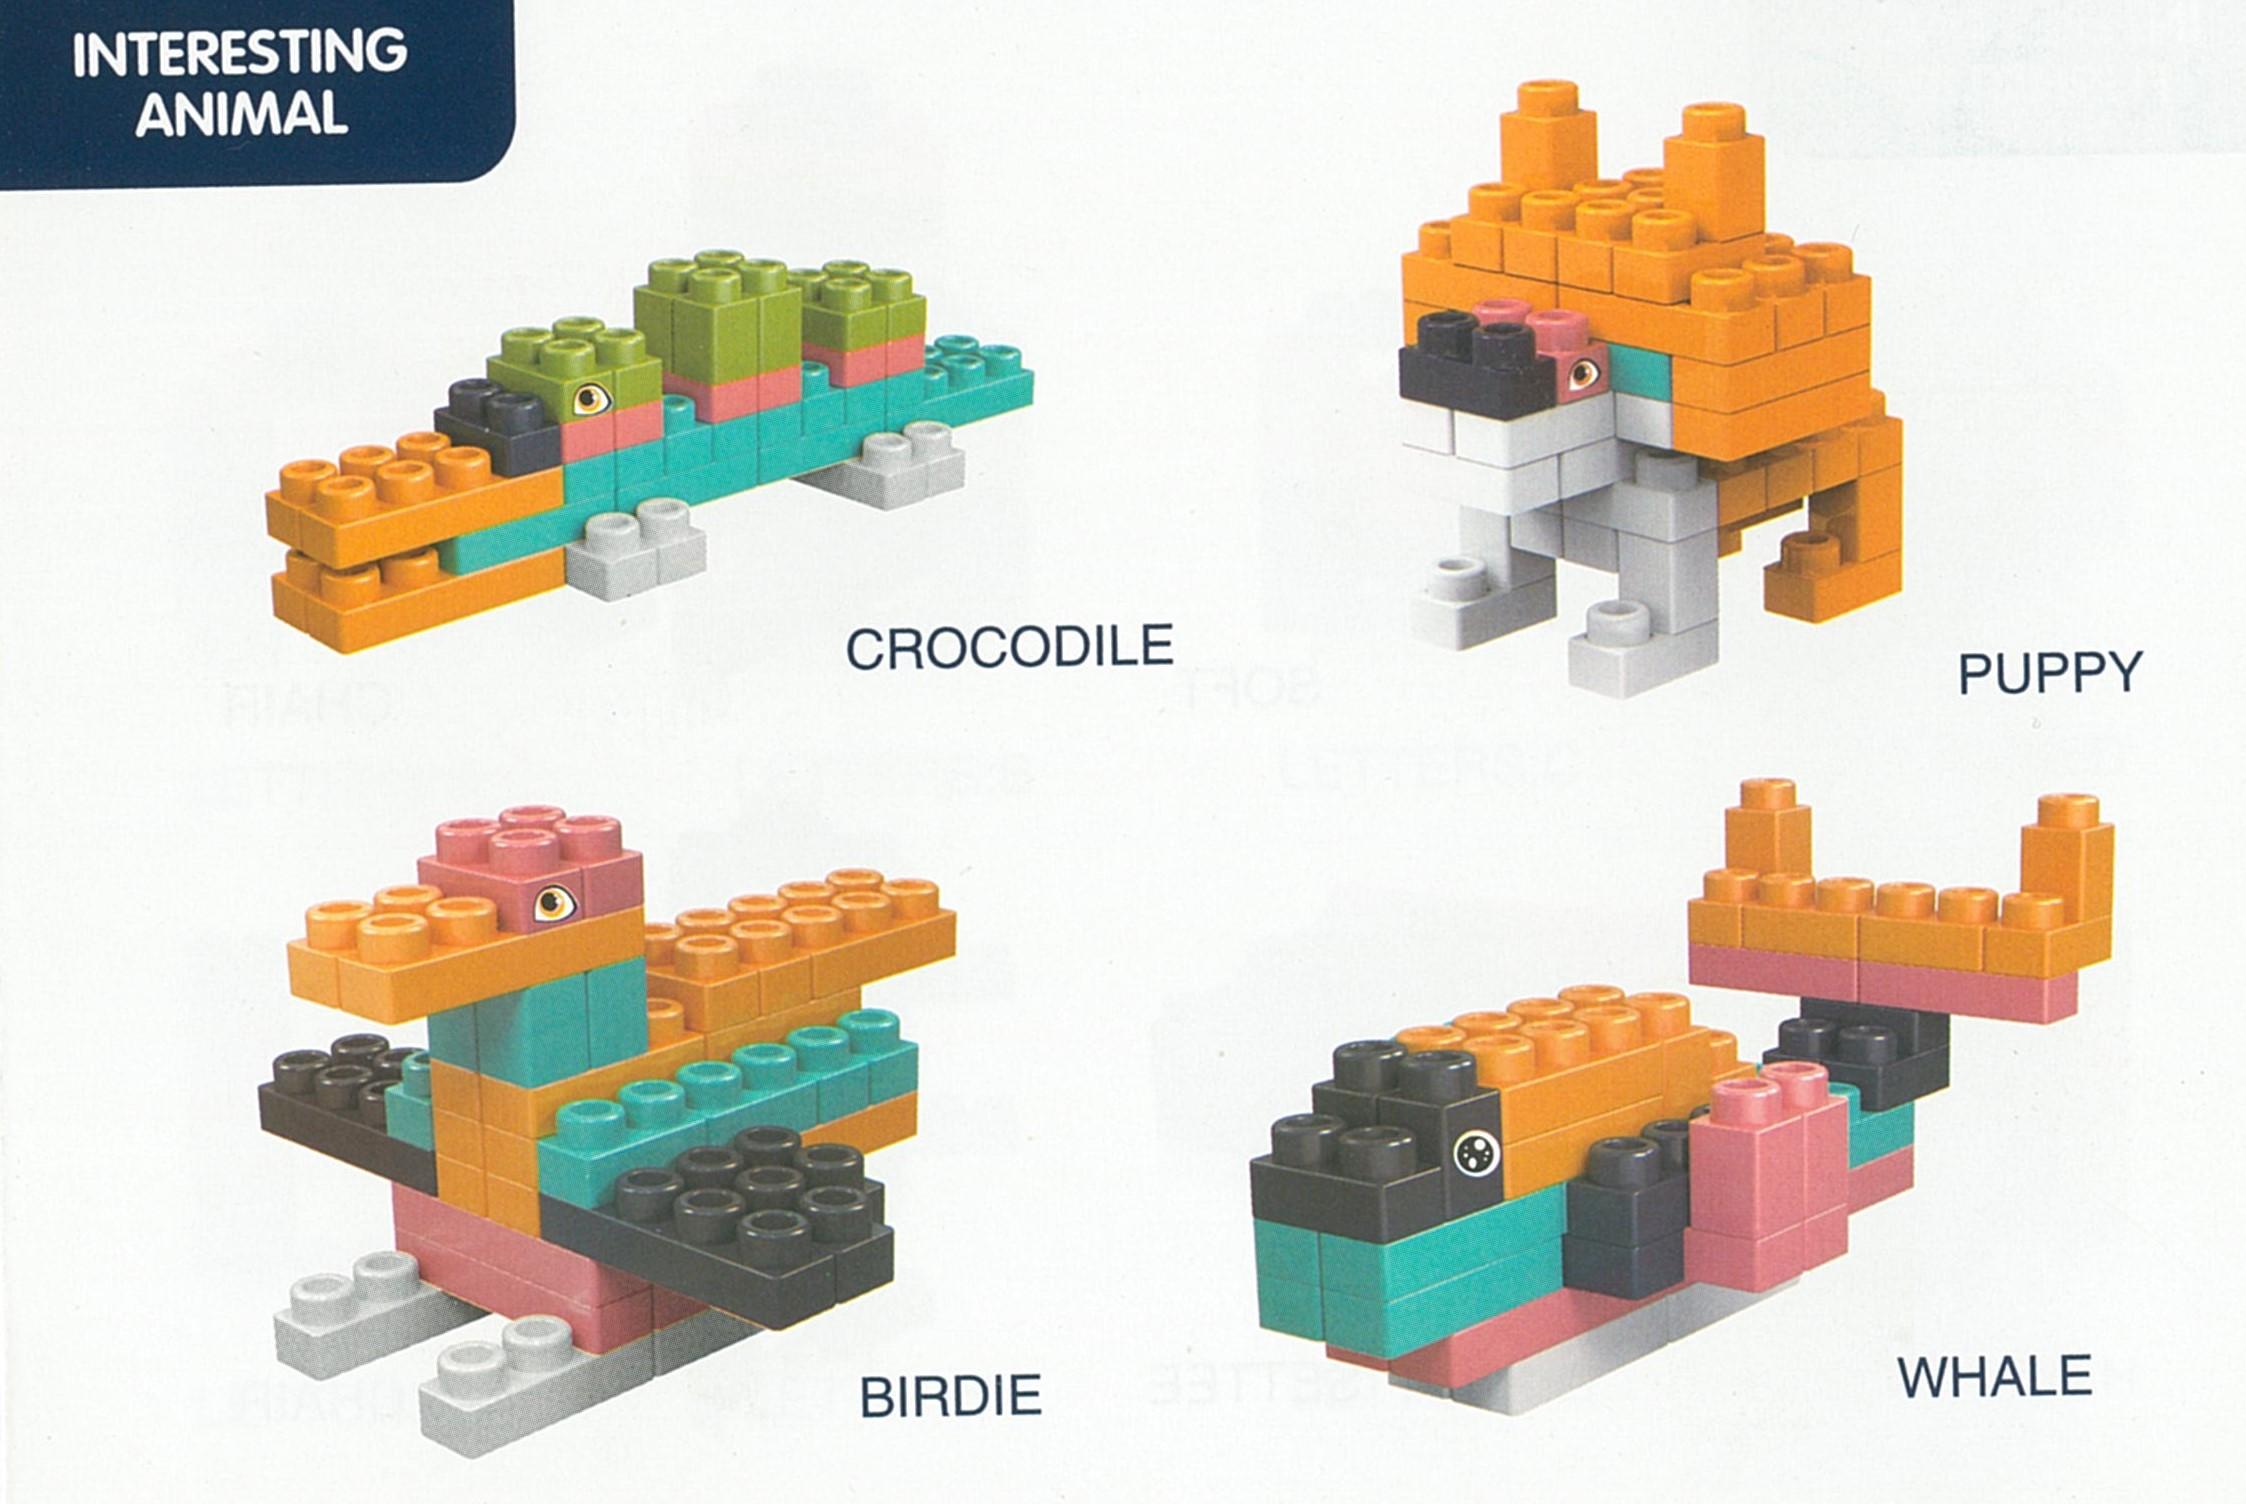 INTERESTING
ANIMAL
CROCODILE
PUPPY
BIRDIE
WHALE